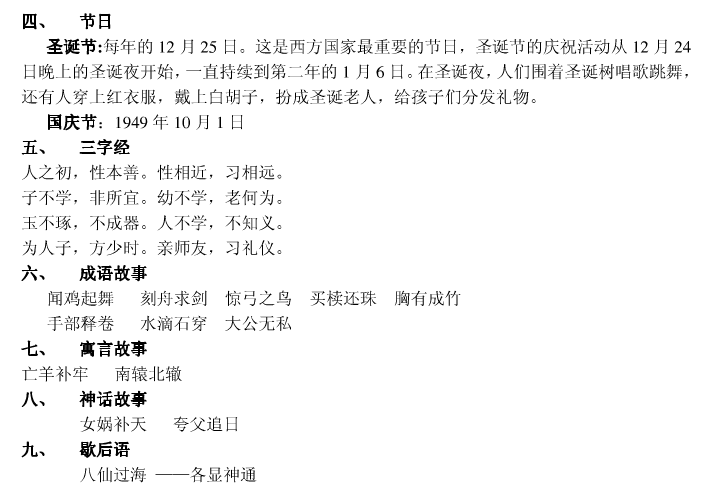 四、 节日
圣诞节:每年的 12 月 25 日。这是西方国家最重要的节日，圣诞节的庆祝活动从 12 月 24
日晚上的圣诞夜开始，一直持续到第二年的 1 月 6 日。在圣诞夜，人们围着圣诞树唱歌跳舞，
还有人穿上红衣服，戴上白胡子，扮成圣诞老人，给孩子们分发礼物。
国庆节：1949 年 10 月 1 日
五、 三字经
人之初，性本善。性相近，习相远。
子不学，非所宜。幼不学，老何为。
玉不琢，不成器。人不学，不知义。
为人子，方少时。亲师友，习礼仪。
六、 成语故事
闻鸡起舞 刻舟求剑 惊弓之鸟 买椟还珠 胸有成竹
手部释卷 水滴石穿 大公无私
七、 寓言故事
亡羊补牢 南辕北辙
八、 神话故事
女娲补天 夸父追日
九、 歇后语
八仙过海 ——各显神通